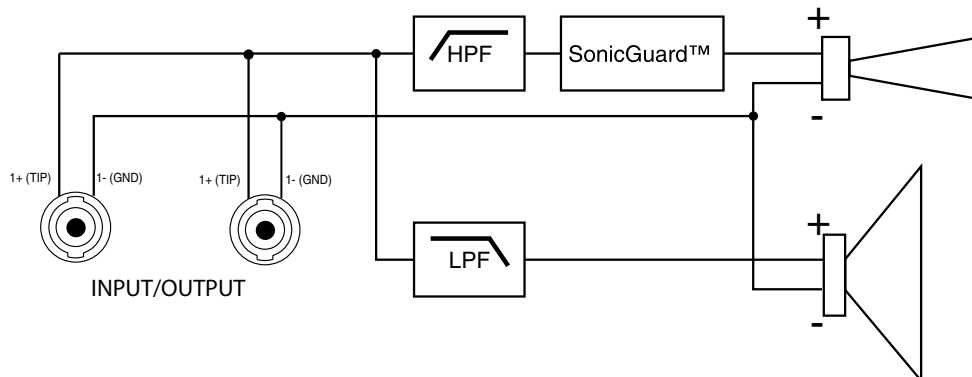 +
HPF
SonicGuard™
-
1+ (TIP)
1- (GND)
1+ (TIP)
1- (GND)
+
LPF
INPUT/OUTPUT
-